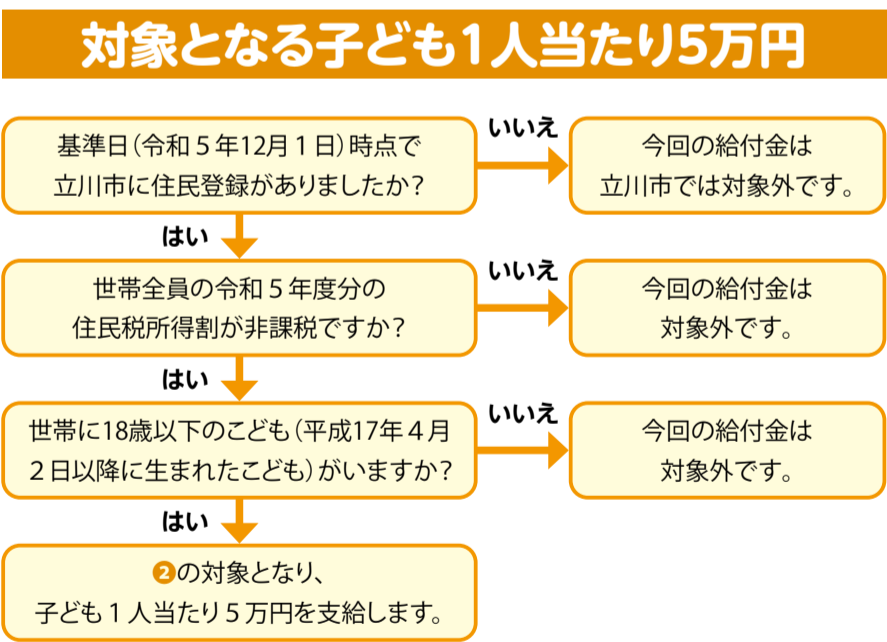 対象となる子ども1人当たり5万円
基準日（令和５年12月１日）時点で
立川市に住民登録がありましたか？
いいえ
今回の給付金は
立川市では対象外です。
はい
世帯全員の令和５年度分の
住民税所得割が非課税ですか？
いいえ
今回の給付金は
対象外です。
はい
世帯に18歳以下のこども（平成17年４月
２日以降に生まれたこども）がいますか？
いいえ
今回の給付金は
対象外です。
はい
❷の対象となり、
子ども１人当たり５万円を支給します。